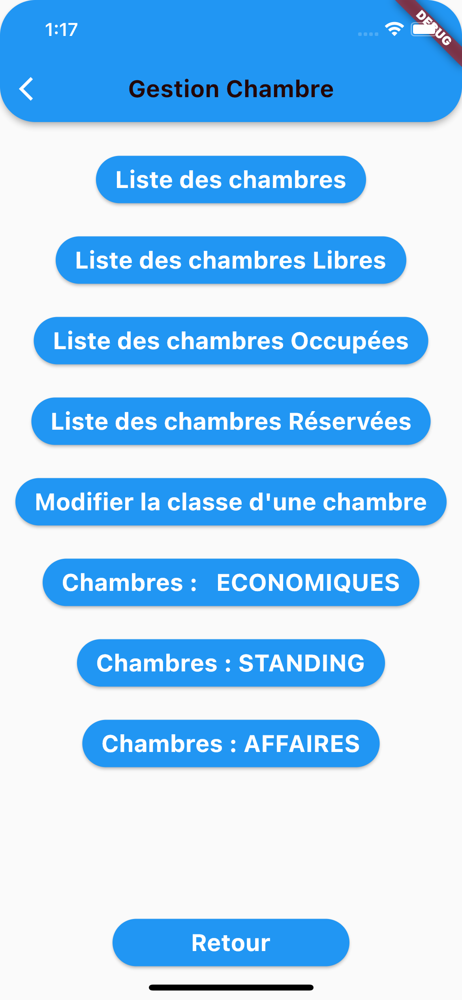 1:17
DEBUG
Gestion Chambre
Liste des chambres
Liste des chambres Libres
Liste des chambres Occupées
Liste des chambres Réservées
Modifier la classe d'une chambre
Chambres :   ECONOMIQUES
Chambres : STANDING
Chambres : AFFAIRES
Retour